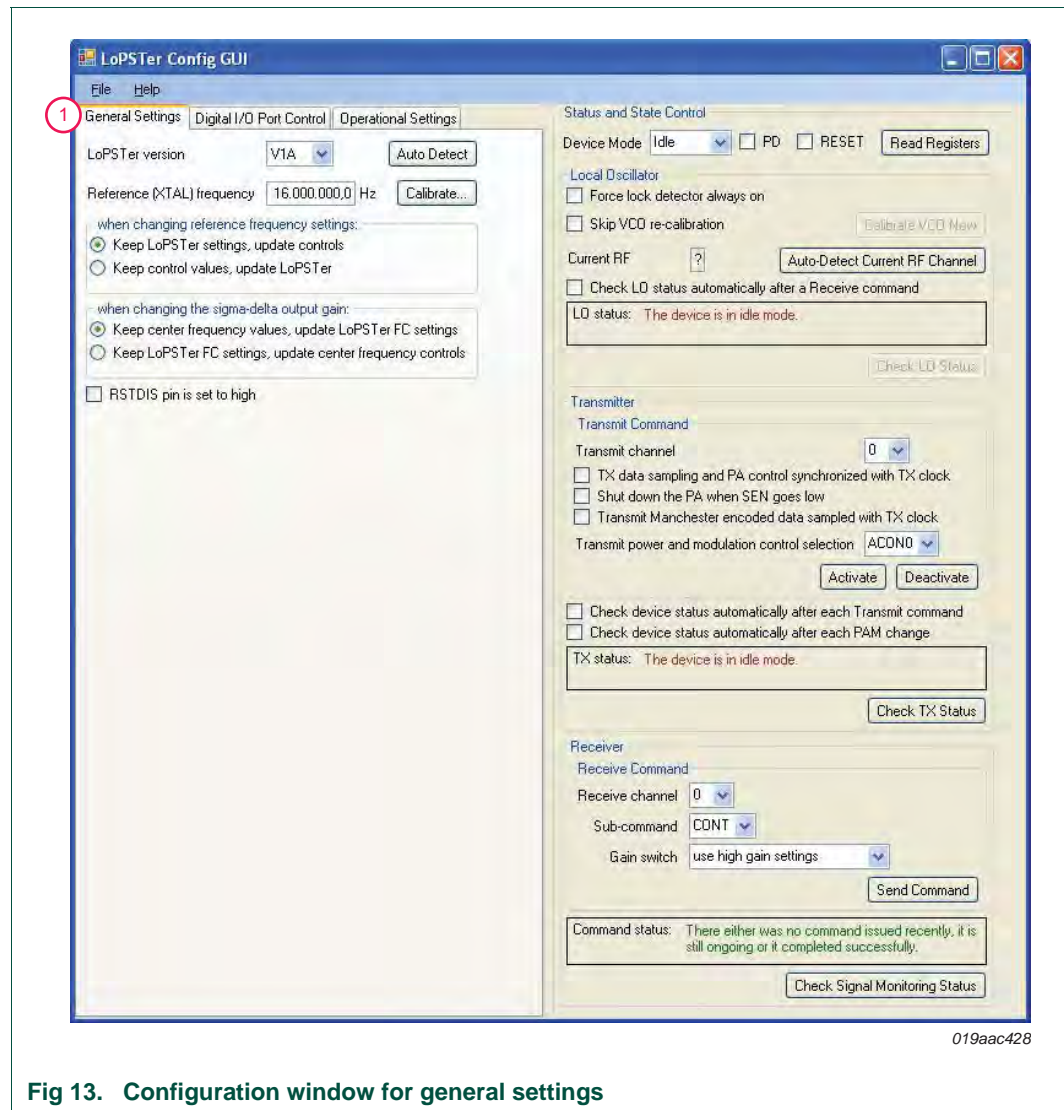 LoPSTer Config GUI
File Help
1
General Settings Digital I/O Port Control Operational Settings
LoPSTer version V1A Auto Detect
Reference (XTAL) frequency 16.000.000,0 Hz Calibrate...
when changing reference frequency settings:
Keep LoPSTer settings, update controls
Keep control values, update LoPSTer
when changing the sigma-delta output gain:
Keep center frequency values, update LoPSTer FC settings
Keep LoPSTer FC settings, update center frequency controls
RSTDIS pin is set to high
Status and State Control
Device Mode Idle PD RESET Read Registers
Local Oscillator
Force lock detector always on
Skip VCO re-calibration Calibrate VCO Now
Current RF ? Auto-Detect Current RF Channel
Check LO status automatically after a Receive command
LO status: The device is in idle mode.
Check LO Status
Transmitter
Transmit Command
Transmit channel 0
TX data sampling and PA control synchronized with TX clock
Shut down the PA when SEN goes low
Transmit Manchester encoded data sampled with TX clock
Transmit power and modulation control selection ACON0
Activate Deactivate
Check device status automatically after each Transmit command
Check device status automatically after each PAM change
TX status: The device is in idle mode.
Check TX Status
Receiver
Receive Command
Receive channel 0
Sub-command CONT
Gain switch use high gain settings
Send Command
Command status: There either was no command issued recently, it is
still ongoing or it completed successfully.
Check Signal Monitoring Status
019aac428
Fig 13. Configuration window for general settings